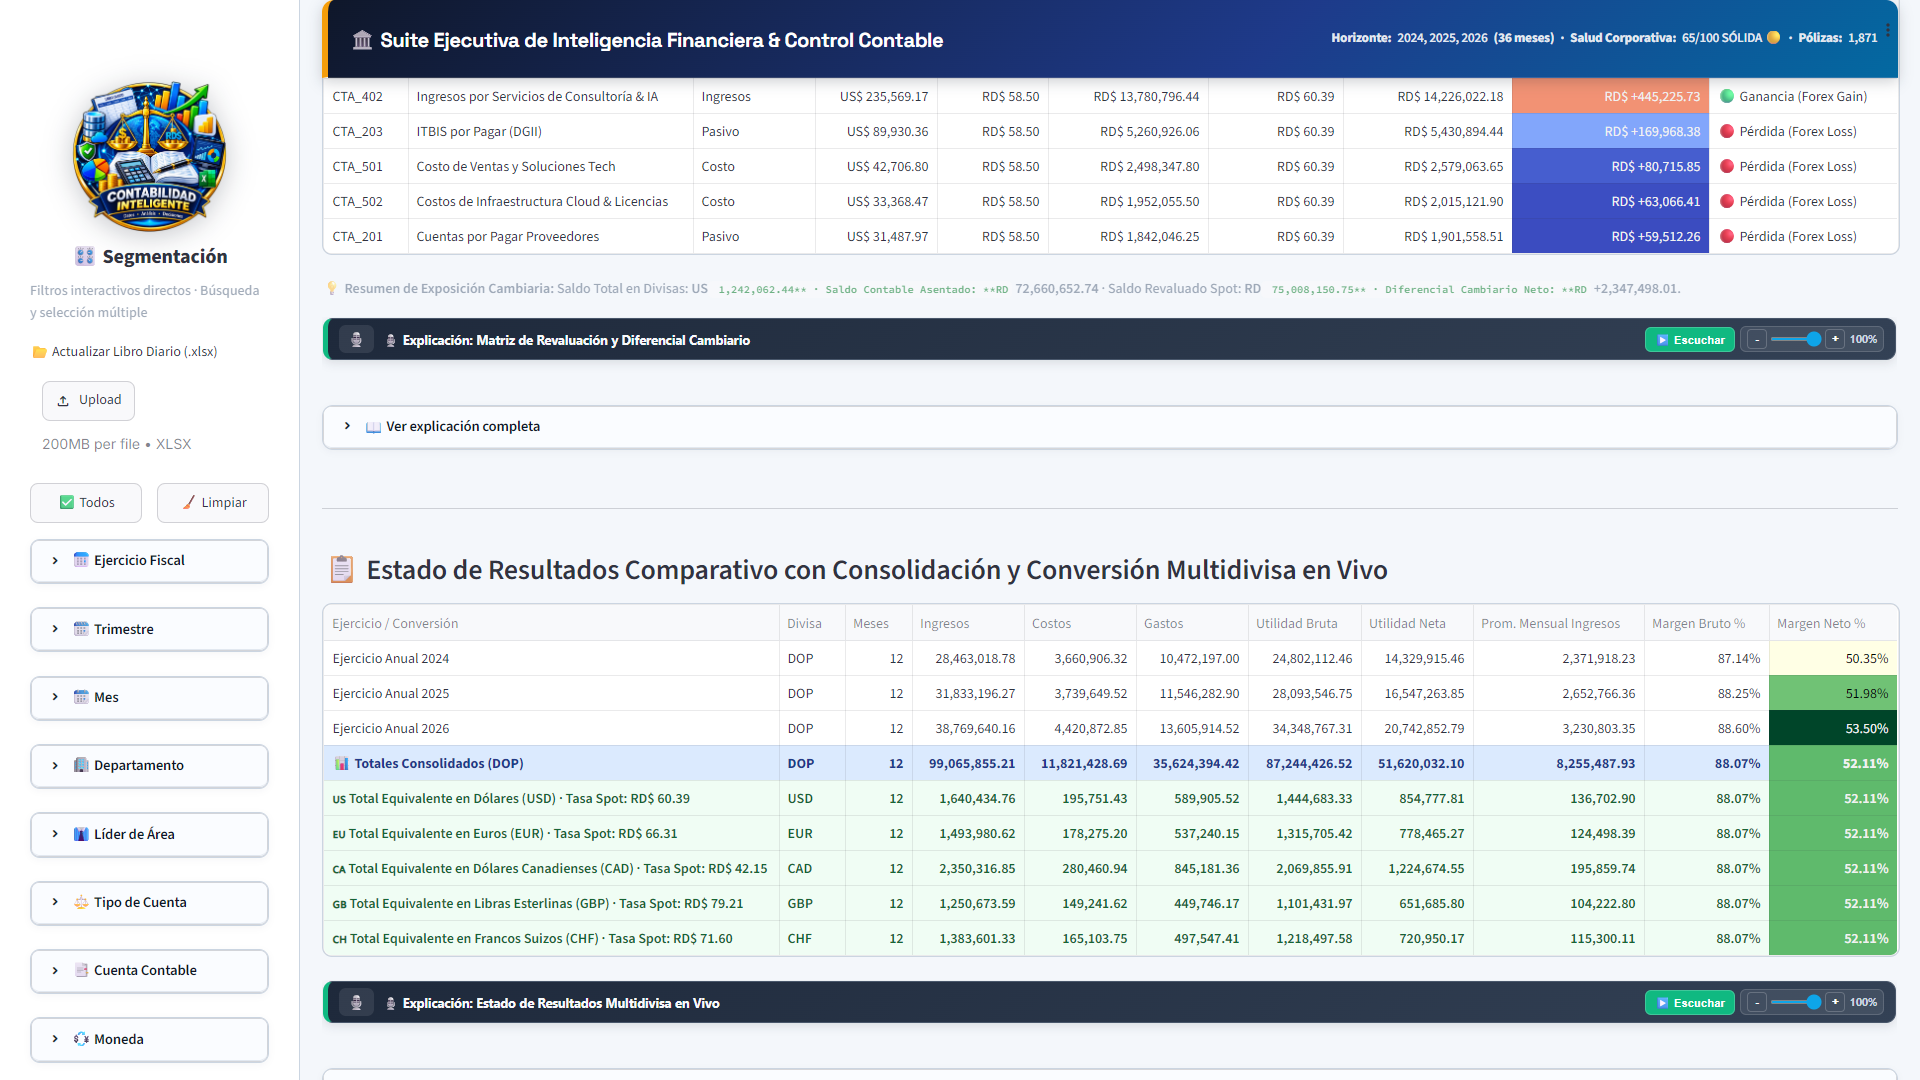 Suite Ejecutiva de Inteligencia Financiera & Control Contable
Horizonte: 2024, 2025, 2026 (36 meses) · Salud Corporativa: 65/100 SÓLIDA · Pólizas: 1,871
CTA_402 Ingresos por Servicios de Consultoría & IA Ingresos US$ 235,569.17 RD$ 58.50 RD$ 13,780,796.44 RD$ 60.39 RD$ 14,226,022.18 RD$ +445,225.73 Ganancia (Forex Gain)
CTA_203 ITBIS por Pagar (DGII) Pasivo US$ 89,930.36 RD$ 58.50 RD$ 5,260,926.06 RD$ 60.39 RD$ 5,430,894.44 RD$ +169,968.38 Pérdida (Forex Loss)
CTA_501 Costo de Ventas y Soluciones Tech Costo US$ 42,706.80 RD$ 58.50 RD$ 2,498,347.80 RD$ 60.39 RD$ 2,579,063.65 RD$ +80,715.85 Pérdida (Forex Loss)
CTA_502 Costos de Infraestructura Cloud & Licencias Costo US$ 33,368.47 RD$ 58.50 RD$ 1,952,055.50 RD$ 60.39 RD$ 2,015,121.90 RD$ +63,066.41 Pérdida (Forex Loss)
CTA_201 Cuentas por Pagar Proveedores Pasivo US$ 31,487.97 RD$ 58.50 RD$ 1,842,046.25 RD$ 60.39 RD$ 1,901,558.51 RD$ +59,512.26 Pérdida (Forex Loss)
Resumen de Exposición Cambiaria: Saldo Total en Divisas: US 1,242,062.44** · Saldo Contable Asentado: **RD 72,660,652.74 · Saldo Revaluado Spot: RD 75,008,150.75** · Diferencial Cambiario Neto: **RD +2,347,498.01.
Explicación: Matriz de Revaluación y Diferencial Cambiario
Escuchar - + 100%
Ver explicación completa
Estado de Resultados Comparativo con Consolidación y Conversión Multidivisa en Vivo
Ejercicio / Conversión Divisa Meses Ingresos Costos Gastos Utilidad Bruta Utilidad Neta Prom. Mensual Ingresos Margen Bruto % Margen Neto %
Ejercicio Anual 2024 DOP 12 28,463,018.78 3,660,906.32 10,472,197.00 24,802,112.46 14,329,915.46 2,371,918.23 87.14% 50.35%
Ejercicio Anual 2025 DOP 12 31,833,196.27 3,739,649.52 11,546,282.90 28,093,546.75 16,547,263.85 2,652,766.36 88.25% 51.98%
Ejercicio Anual 2026 DOP 12 38,769,640.16 4,420,872.85 13,605,914.52 34,348,767.31 20,742,852.79 3,230,803.35 88.60% 53.50%
Totales Consolidados (DOP) DOP 12 99,065,855.21 11,821,428.69 35,624,394.42 87,244,426.52 51,620,032.10 8,255,487.93 88.07% 52.11%
US Total Equivalente en Dólares (USD) · Tasa Spot: RD$ 60.39 USD 12 1,640,434.76 195,751.43 589,905.52 1,444,683.33 854,777.81 136,702.90 88.07% 52.11%
EU Total Equivalente en Euros (EUR) · Tasa Spot: RD$ 66.31 EUR 12 1,493,980.62 178,275.20 537,240.15 1,315,705.42 778,465.27 124,498.39 88.07% 52.11%
CA Total Equivalente en Dólares Canadienses (CAD) · Tasa Spot: RD$ 42.15 CAD 12 2,350,316.85 280,460.94 845,181.36 2,069,855.91 1,224,674.55 195,859.74 88.07% 52.11%
GB Total Equivalente en Libras Esterlinas (GBP) · Tasa Spot: RD$ 79.21 GBP 12 1,250,673.59 149,241.62 449,746.17 1,101,431.97 651,685.80 104,222.80 88.07% 52.11%
CH Total Equivalente en Francos Suizos (CHF) · Tasa Spot: RD$ 71.60 CHF 12 1,383,601.33 165,103.75 497,547.41 1,218,497.58 720,950.17 115,300.11 88.07% 52.11%
Explicación: Estado de Resultados Multidivisa en Vivo
Escuchar - + 100%
CONTABILIDAD
INTELIGENTE
Segmentación
Filtros interactivos directos · Búsqueda
y selección múltiple
Actualizar Libro Diario (.xlsx)
Upload
200MB per file • XLSX
Todos
Limpiar
Ejercicio Fiscal
Trimestre
Mes
Departamento
Líder de Área
Tipo de Cuenta
Cuenta Contable
Moneda